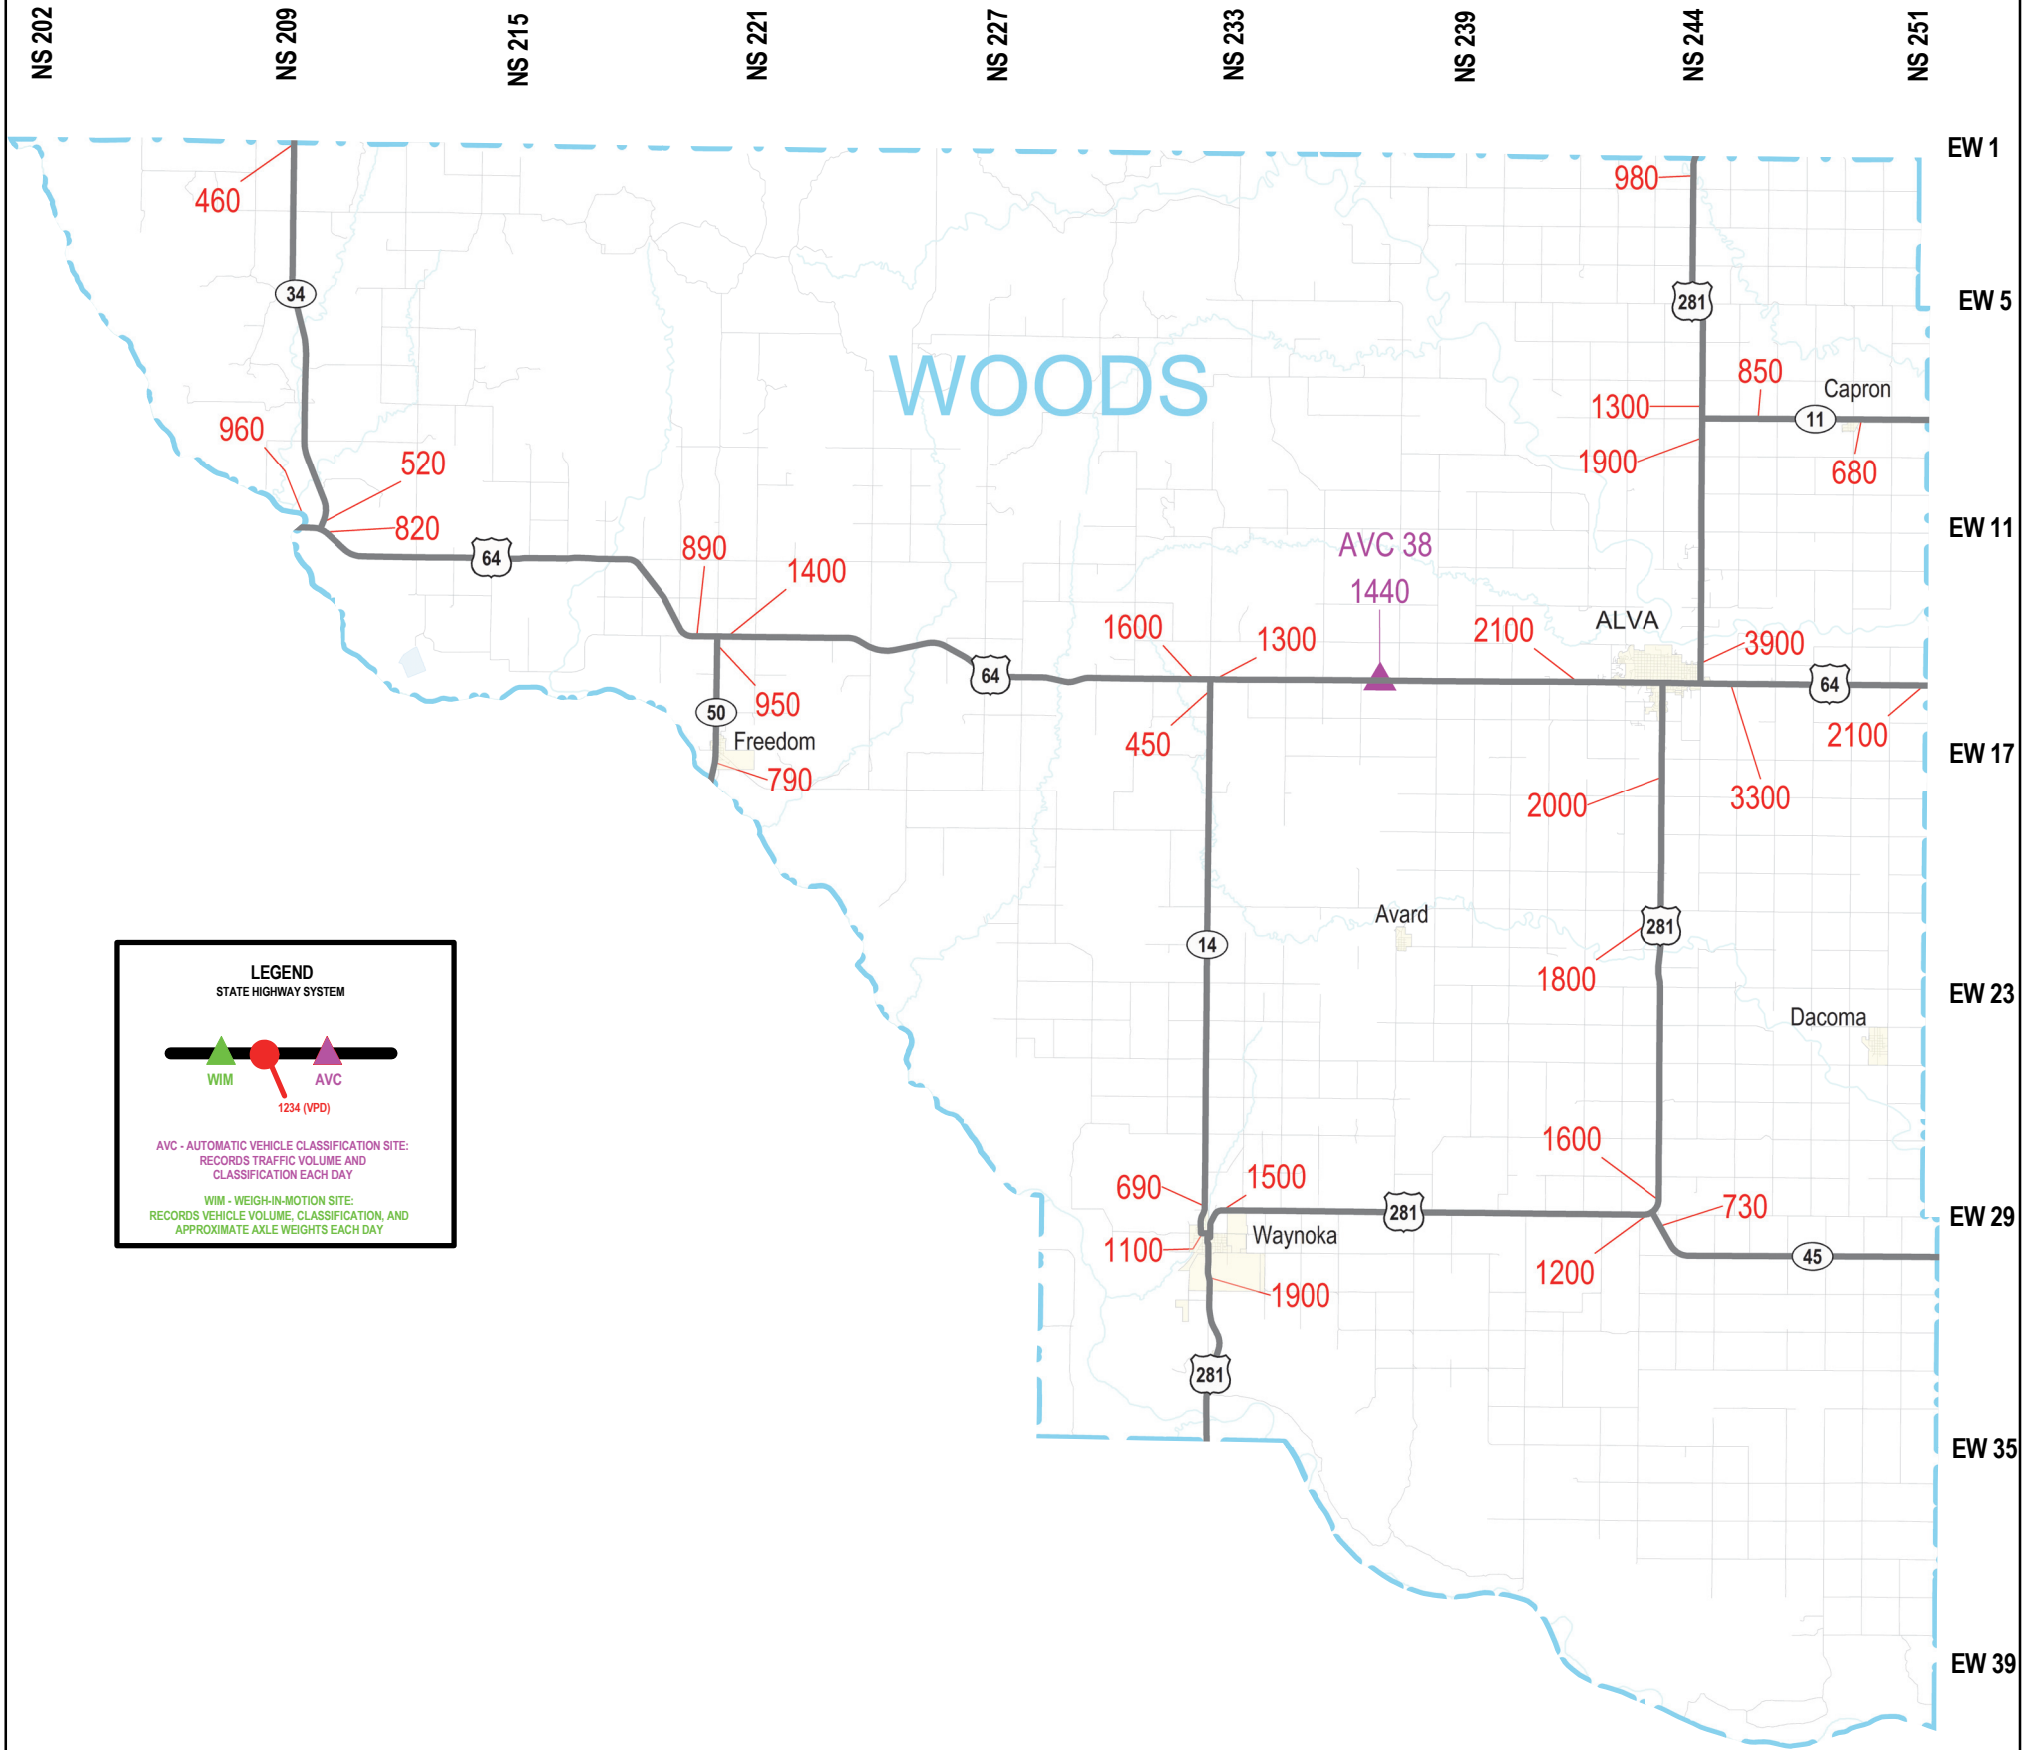 NS 202
NS 209
NS 215
NS 221
NS 227
NS 233
NS 239
NS 244
NS 251
EW 1
980
460
34
281
EW 5
WOODS
850
Capron
1300
11
960
1900
520
680
820
EW 11
64
890
AVC 38
1400
1440
ALVA
1600
1300
2100
3900
64
64
950
50
Freedom
450
2100
EW 17
790
2000
3300
Avard
281
14
1800
LEGEND
STATE HIGHWAY SYSTEM
EW 23
Dacoma
WIM
AVC
1234 (VPD)
AVC - AUTOMATIC VEHICLE CLASSIFICATION SITE:
RECORDS TRAFFIC VOLUME AND
CLASSIFICATION EACH DAY
WIM - WEIGH-IN-MOTION SITE:
RECORDS VEHICLE VOLUME, CLASSIFICATION, AND
APPROXIMATE AXLE WEIGHTS EACH DAY
1600
690
1500
730
281
EW 29
Waynoka
1100
45
1200
1900
281
EW 35
EW 39